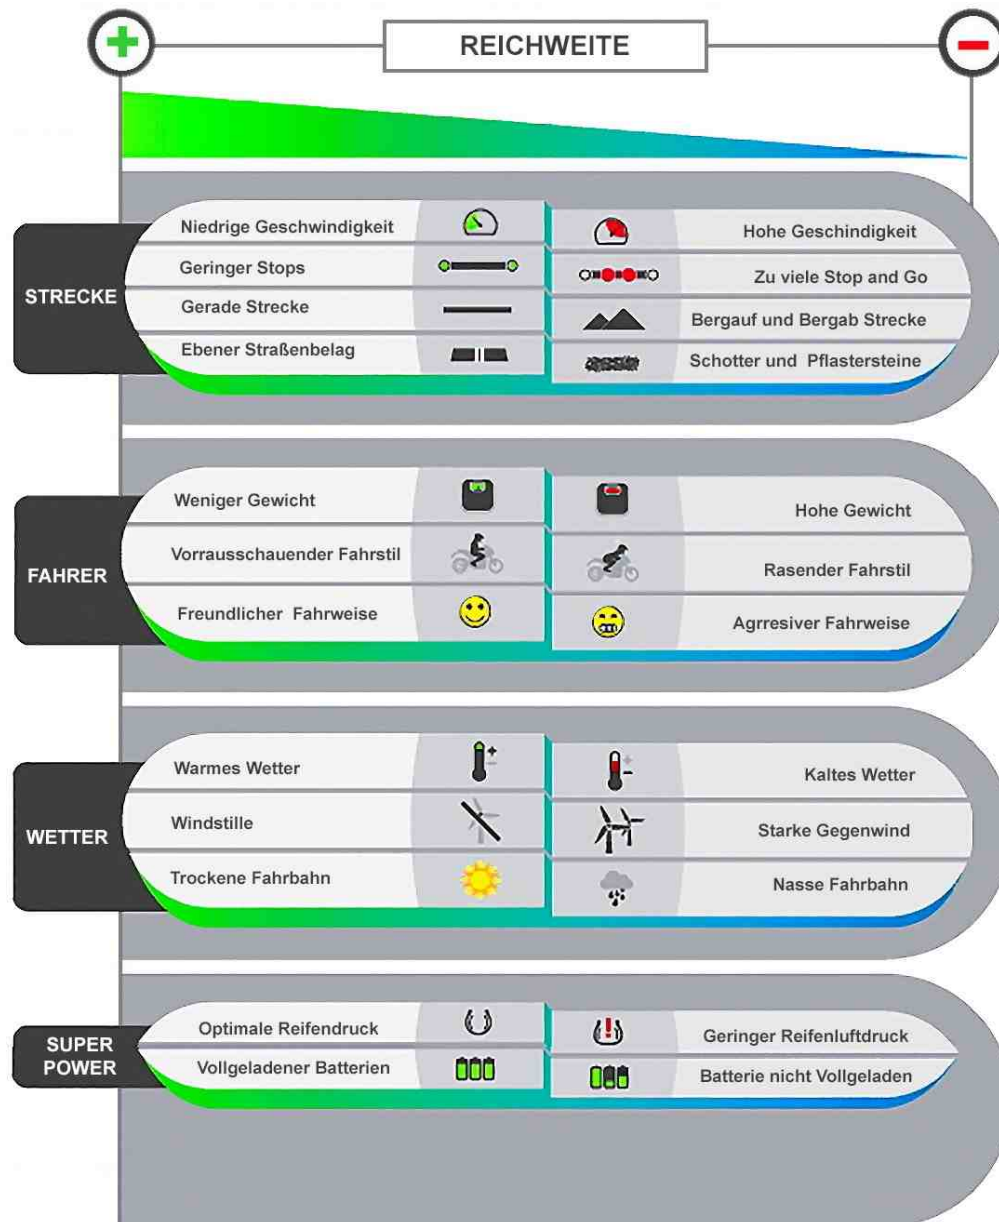 REICHWEITE
STRECKE
Niedrige Geschwindigkeit
Hohe Geschindigkeit
Geringer Stops
Zu viele Stop and Go
Gerade Strecke
Bergauf und Bergab Strecke
Ebener Straßenbelag
Schotter und Pflastersteine
FAHRER
Weniger Gewicht
Hohe Gewicht
Vorrausschauender Fahrstil
Rasender Fahrstil
Freundlicher Fahrweise
Agrresiver Fahrweise
WETTER
Warmes Wetter
Kaltes Wetter
Windstille
Starke Gegenwind
Trockene Fahrbahn
Nasse Fahrbahn
SUPER
POWER
Optimale Reifendruck
Geringer Reifenluftdruck
Vollgeladener Batterien
Batterie nicht Vollgeladen